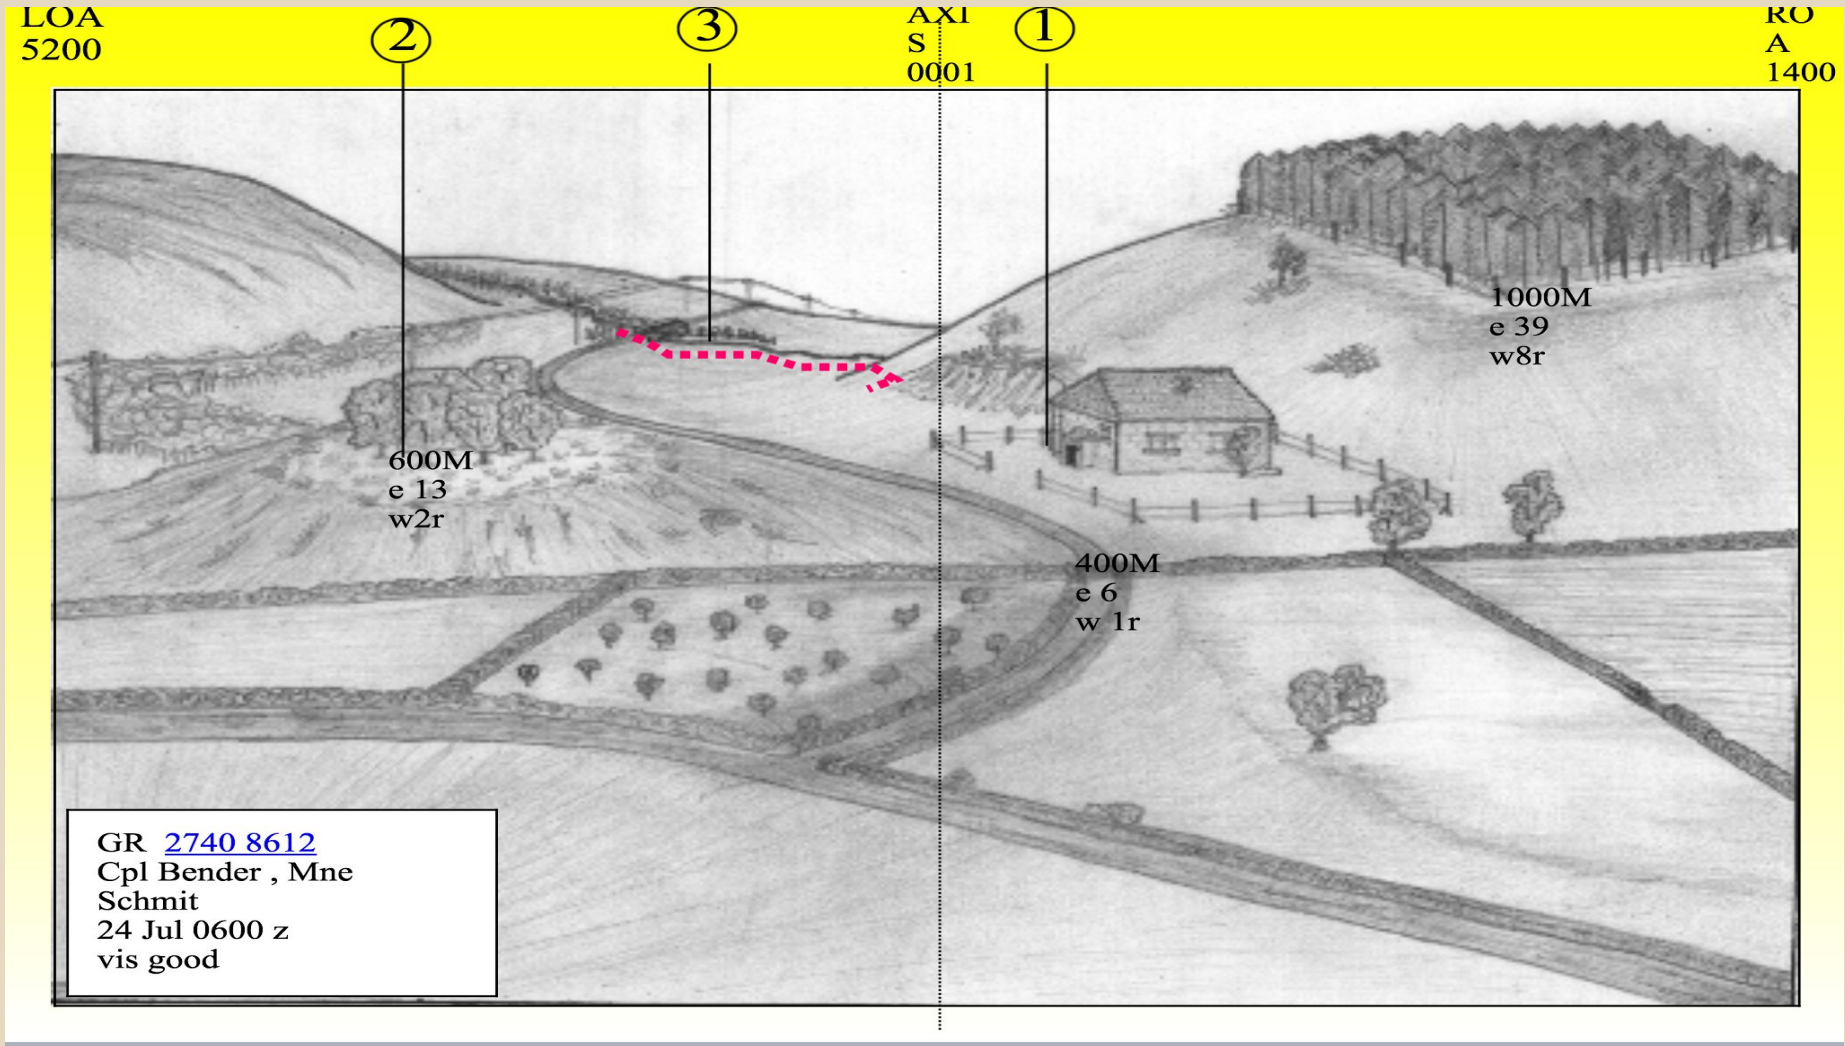 LOA
5200
2
3
AXI
S
0001
1
RO
A
1400
1000M
e 39
w8r
600M
e 13
w2r
400M
e 6
w 1r
GR 2740 8612
Cpl Bender , Mne
Schmit
24 Jul 0600 z
vis good